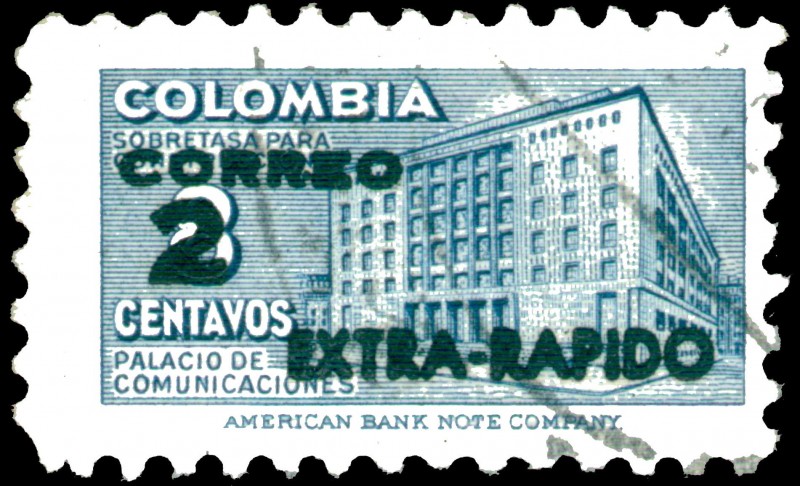 COLOMBIA
SOBRETASA PARA
CORREO
2
CENTAVOS
EXTRA-RAPIDO
PALACIO DE
COMUNICACIONES
AMERICAN BANK NOTE COMPANY.